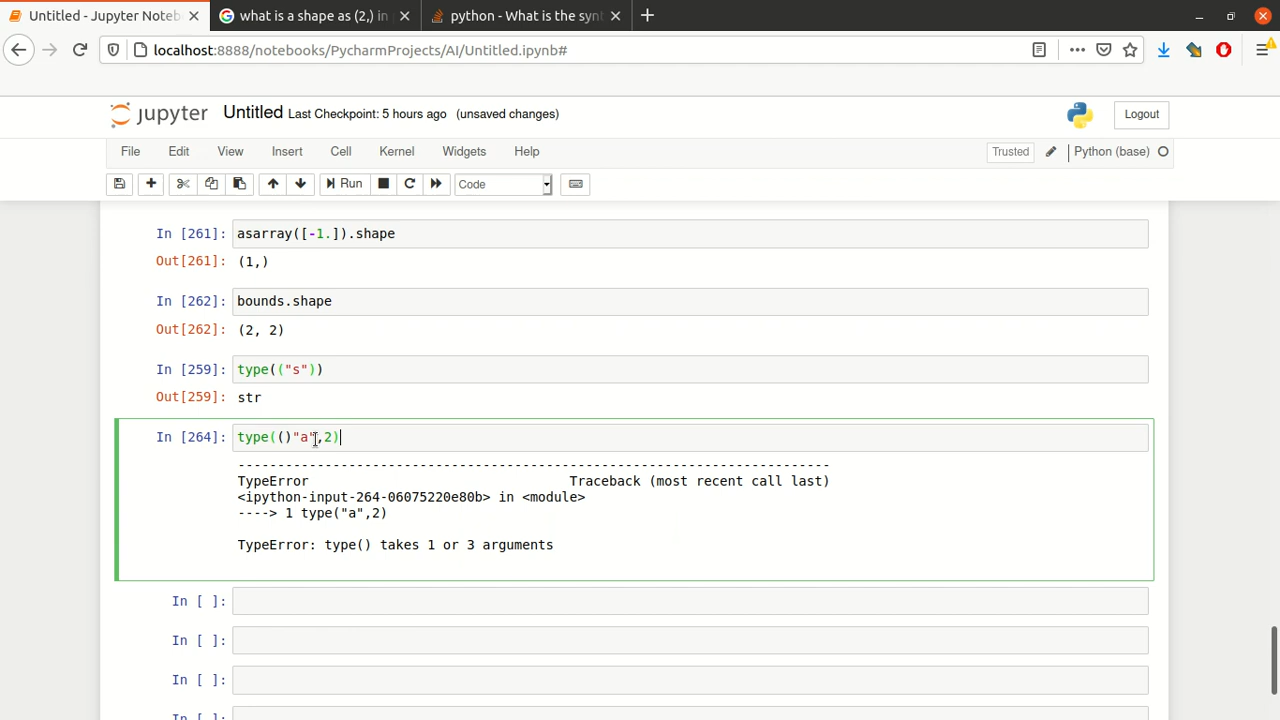 Untitled - Jupyter Noteb
what is a shape as (2,) in
python - What is the syn
localhost:8888/notebooks/PycharmProjects/AI/Untitled.ipynb#
jupyter Untitled Last Checkpoint: 5 hours ago (unsaved changes)
Logout
File Edit View Insert Cell Kernel Widgets Help
Trusted
Python (base)
Run
Code
In [261]: asarray([-1.]).shape
Out[261]: (1,)
In [262]: bounds.shape
Out[262]: (2, 2)
In [259]: type(("s"))
Out[259]: str
In [264]: type(()"a",2)
---------------------------------------------------------------------------
TypeError                                 Traceback (most recent call last)
<ipython-input-264-06075220e80b> in <module>
----> 1 type("a",2)
TypeError: type() takes 1 or 3 arguments
In [ ]:
In [ ]:
In [ ]:
In [ ]: